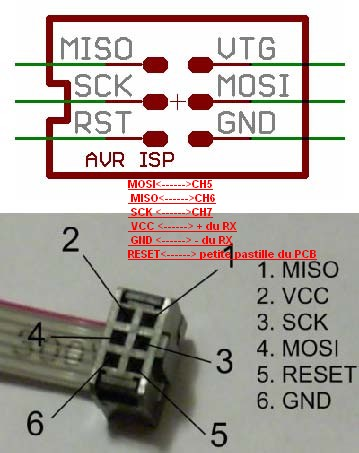 MISO VTG
SCK MOSI
RST GND
AVR ISP
MOSI<------>CH5
MISO<------>CH6
SCK <------>CH7
VCC <------> + du RX
GND <------> - du RX
RESET<------> petite pastille du PCB
2
1
4
3
6
5
1. MISO
2. VCC
3. SCK
4. MOSI
5. RESET
6. GND